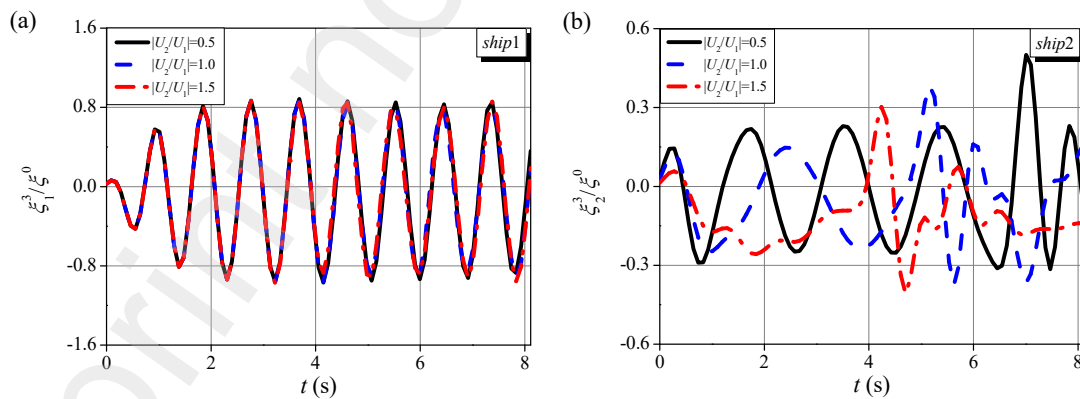 (a)
1.6
0.8
0.0
-0.8
-1.6
ξ₁³/ξ⁰
|U₂/U₁|=0.5
|U₂/U₁|=1.0
|U₂/U₁|=1.5
ship1
0 2 4 6 8
t (s)
(b)
0.6
0.3
0.0
-0.3
-0.6
ξ₂³/ξ⁰
|U₂/U₁|=0.5
|U₂/U₁|=1.0
|U₂/U₁|=1.5
ship2
0 2 4 6 8
t (s)